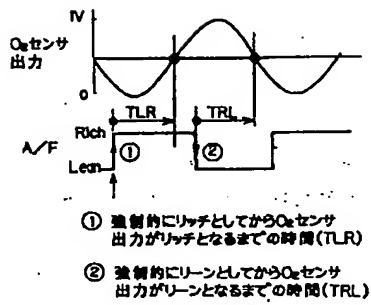 1V
O₂センサ
出力
0
TLR
TRL
Rich
A/F
①
②
Lean
① 強制的にリッチとしてからO₂センサ
出力がリッチとなるまでの時間(TLR)
② 強制的にリーンとしてからO₂センサ
出力がリーンとなるまでの時間(TRL)